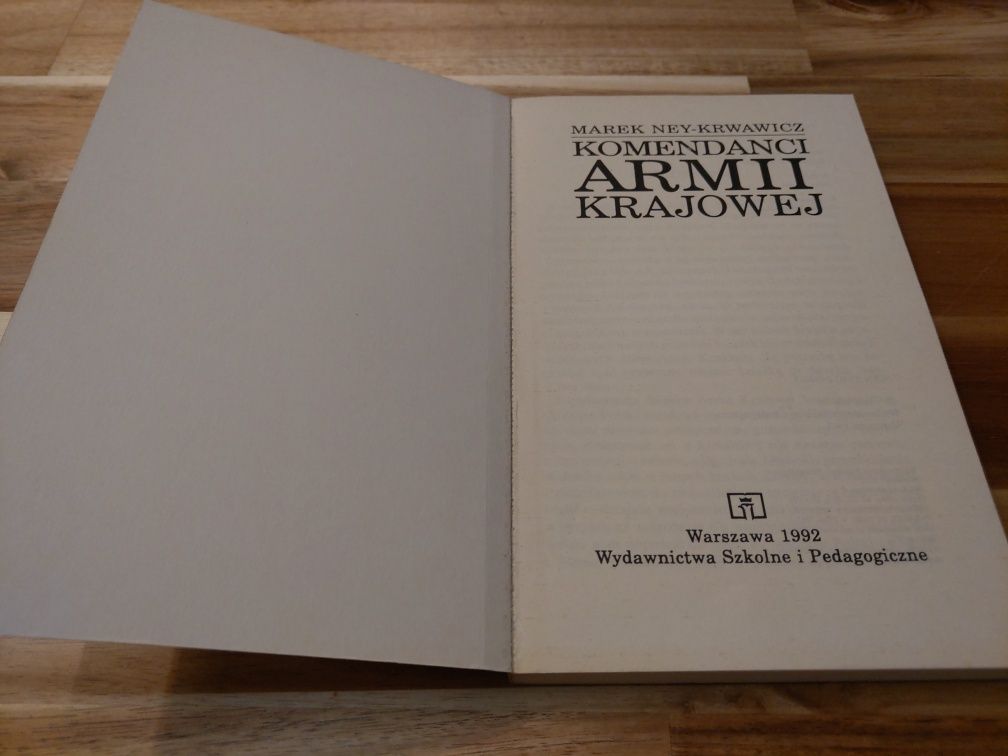 MAREK NEY-KRWAWICZ
KOMENDANCI
ARMII
KRAJOWEJ
Warszawa 1992
Wydawnictwa Szkolne i Pedagogiczne